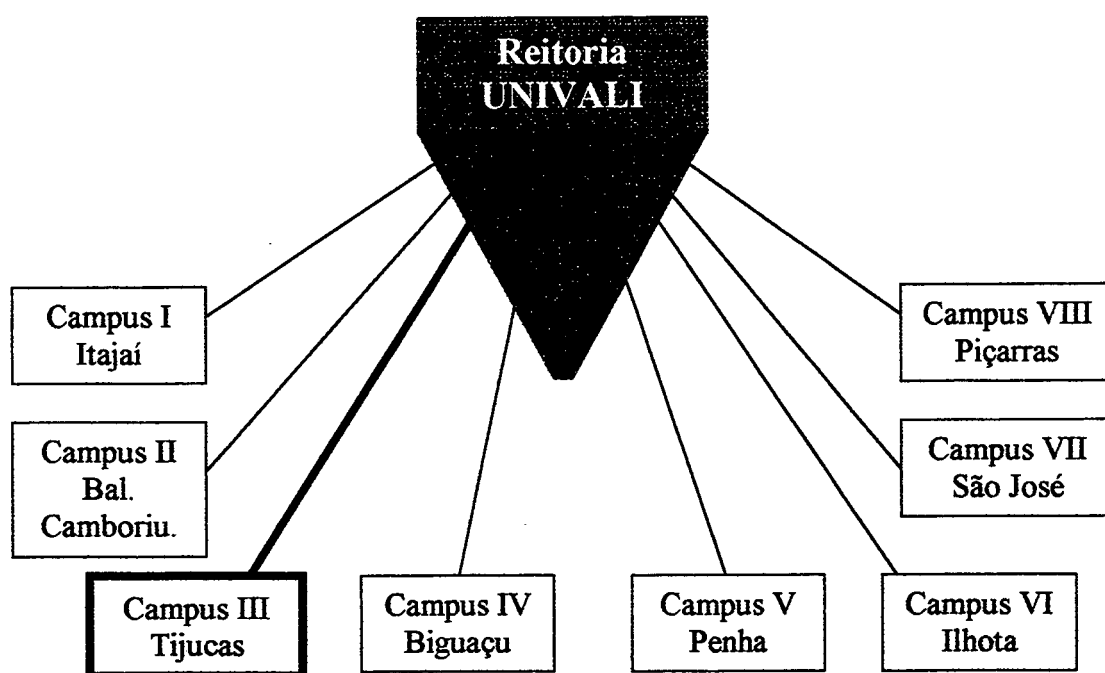 Reitoria
UNIVALI
Campus I
Itajaí
Campus II
Bal.
Camboriu.
Campus III
Tijucas
Campus IV
Biguaçu
Campus V
Penha
Campus VI
Ilhota
Campus VII
São José
Campus VIII
Piçarras